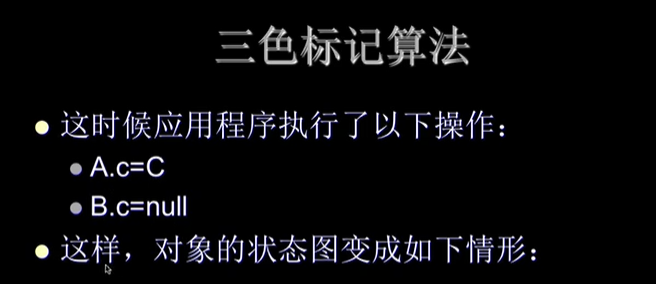 三色标记算法
这时候应用程序执行了以下操作：
A.c=C
B.c=null
这样，对象的状态图变成如下情形：